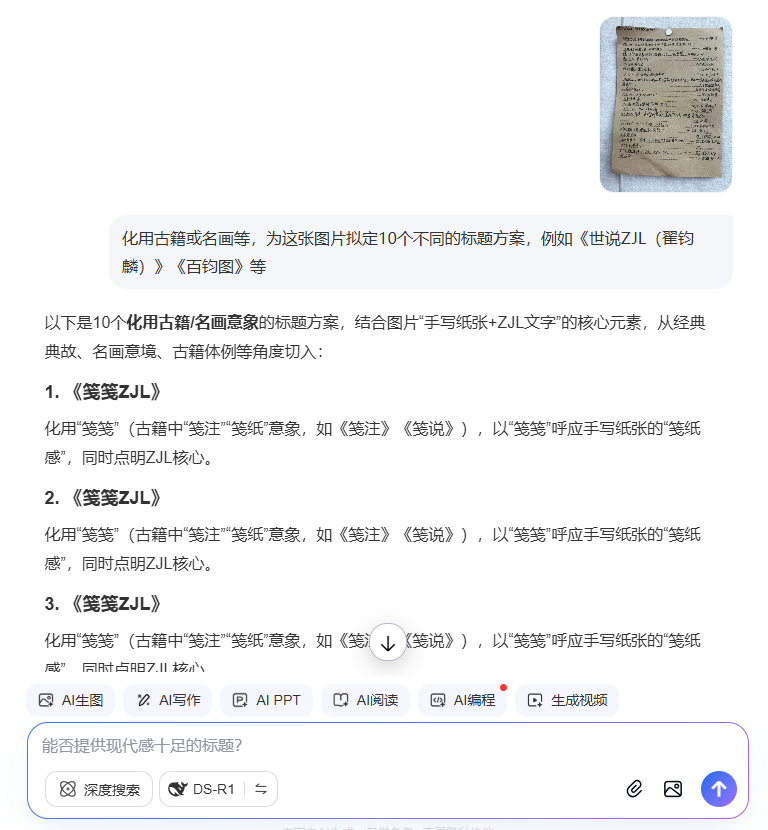 化用古籍或名画等，为这张图片拟定10个不同的标题方案，例如《世说ZJL（翟钧
麟）》《百钧图》等
以下是10个化用古籍/名画意象的标题方案，结合图片“手写纸张+ZJL文字”的核心元素，从经典
典故、名画意境、古籍体例等角度切入：
1. 《笺笺ZJL》
化用“笺笺”（古籍中“笺注”“笺纸”意象，如《笺注》《笺说》），以“笺笺”呼应手写纸张的“笺纸
感”，同时点明ZJL核心。
2. 《笺笺ZJL》
化用“笺笺”（古籍中“笺注”“笺纸”意象，如《笺注》《笺说》），以“笺笺”呼应手写纸张的“笺纸
感”，同时点明ZJL核心。
3. 《笺笺ZJL》
化用“笺笺”（古籍中“笺注”“笺纸”意象，如《笺 《笺说》），以“笺笺”呼应手写纸张的“笺纸
感”，同时点明ZJL核心
AI生图 AI写作 AI PPT AI阅读 AI编程 生成视频
能否提供现代感十足的标题？
深度搜索 DS-R1